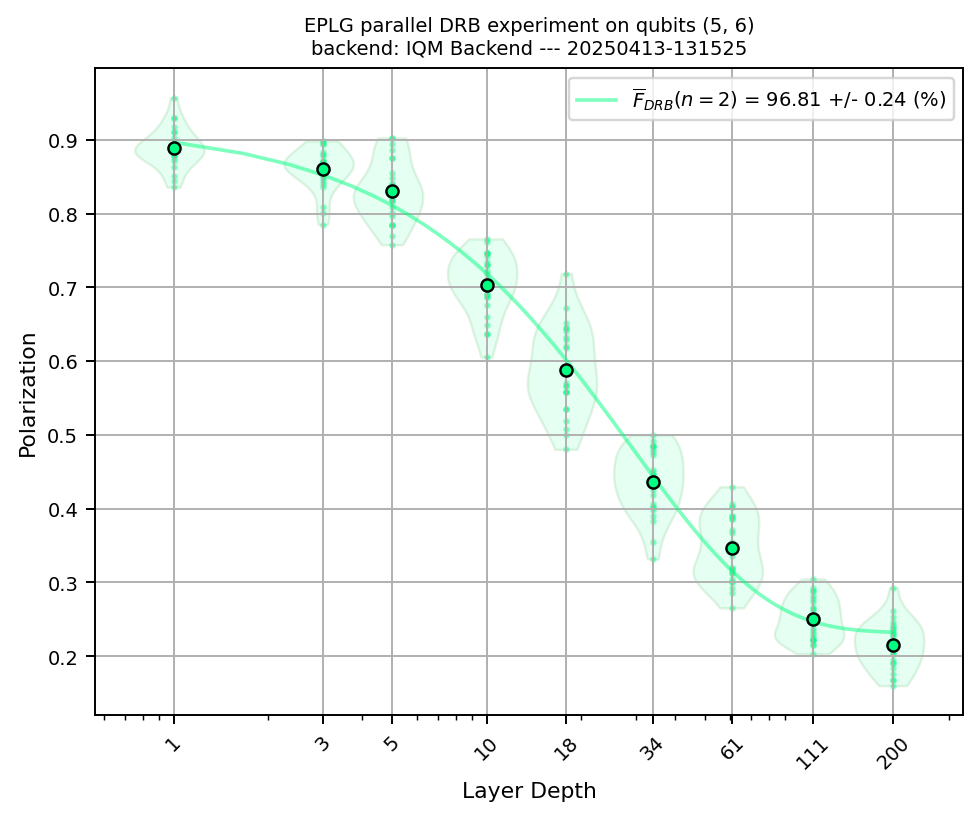 EPLG parallel DRB experiment on qubits (5, 6)
backend: IQM Backend --- 20250413-131525
F̅_DRB(n = 2) = 96.81 +/- 0.24 (%)
Polarization
0.9
0.8
0.7
0.6
0.5
0.4
0.3
0.2
1 3 5 10 18 34 61 111 200
Layer Depth